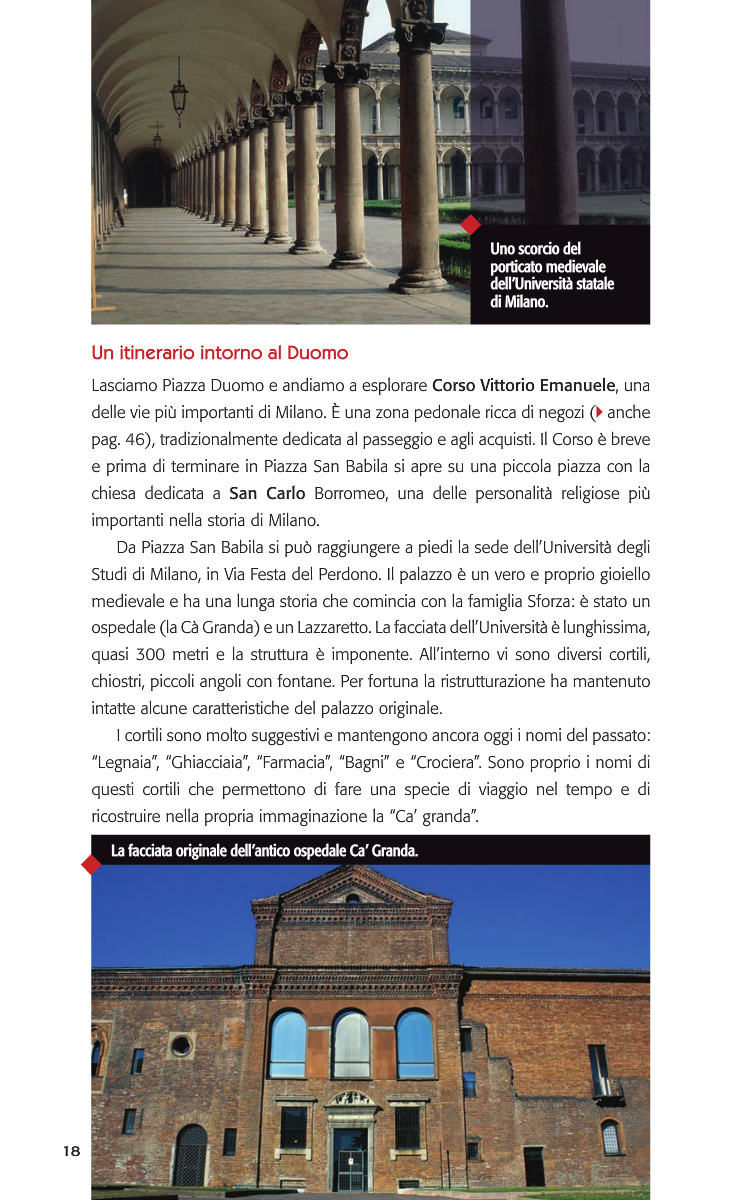 Uno scorcio del
porticato medievale
dell'Università statale
di Milano.
Un itinerario intorno al Duomo
Lasciamo Piazza Duomo e andiamo a esplorare Corso Vittorio Emanuele, una
delle vie più importanti di Milano. È una zona pedonale ricca di negozi (anche
pag. 46), tradizionalmente dedicata al passeggio e agli acquisti. Il Corso è breve
e prima di terminare in Piazza San Babila si apre su una piccola piazza con la
chiesa dedicata a San Carlo Borromeo, una delle personalità religiose più
importanti nella storia di Milano.
Da Piazza San Babila si può raggiungere a piedi la sede dell'Università degli
Studi di Milano, in Via Festa del Perdono. Il palazzo è un vero e proprio gioiello
medievale e ha una lunga storia che comincia con la famiglia Sforza: è stato un
ospedale (la Cà Granda) e un Lazzaretto. La facciata dell'Università è lunghissima,
quasi 300 metri e la struttura è imponente. All'interno vi sono diversi cortili,
chiostri, piccoli angoli con fontane. Per fortuna la ristrutturazione ha mantenuto
intatte alcune caratteristiche del palazzo originale.
I cortili sono molto suggestivi e mantengono ancora oggi i nomi del passato:
“Legnaia”, “Ghiacciaia”, “Farmacia”, “Bagni” e “Crociera”. Sono proprio i nomi di
questi cortili che permettono di fare una specie di viaggio nel tempo e di
ricostruire nella propria immaginazione la “Ca’ granda”.
La facciata originale dell'antico ospedale Ca’ Granda.
18